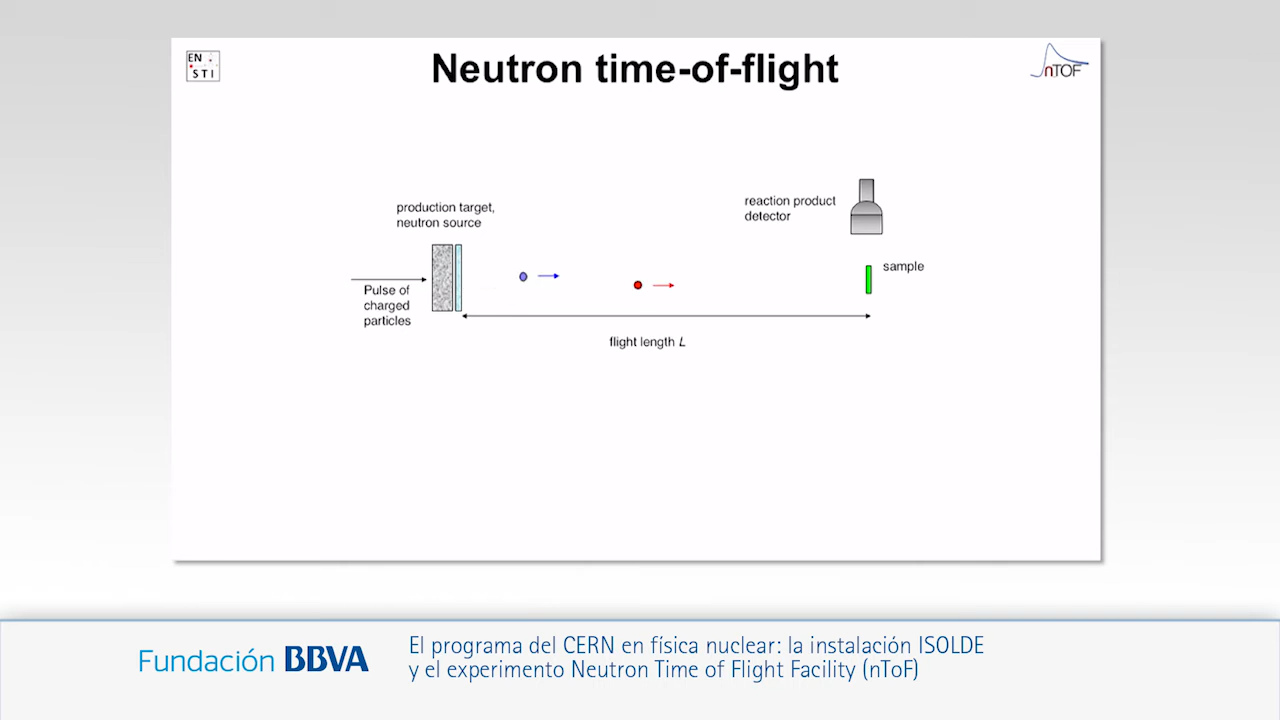 EN
STI
Neutron time-of-flight
nTOF
production target,
neutron source
reaction product
detector
sample
Pulse of
charged
particles
flight length L
Fundación BBVA
El programa del CERN en física nuclear: la instalación ISOLDE
y el experimento Neutron Time of Flight Facility (nToF)